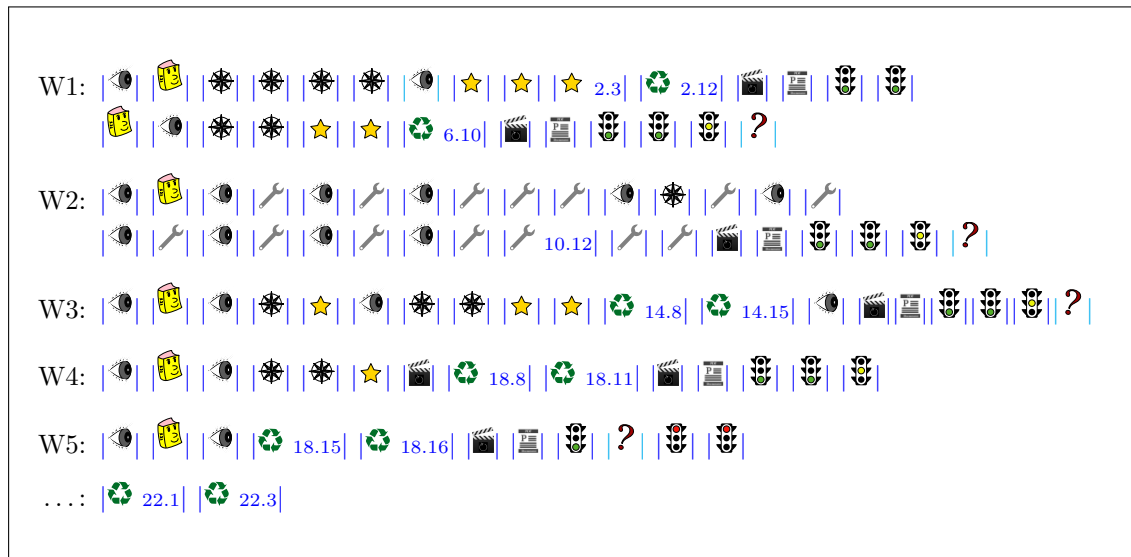 W1: 2.3 2.12
6.10 ?
W2:
10.12 ?
W3: 14.8 14.15 ?
W4: 18.8 18.11
W5: 18.15 18.16 ?
...: 22.1 22.3